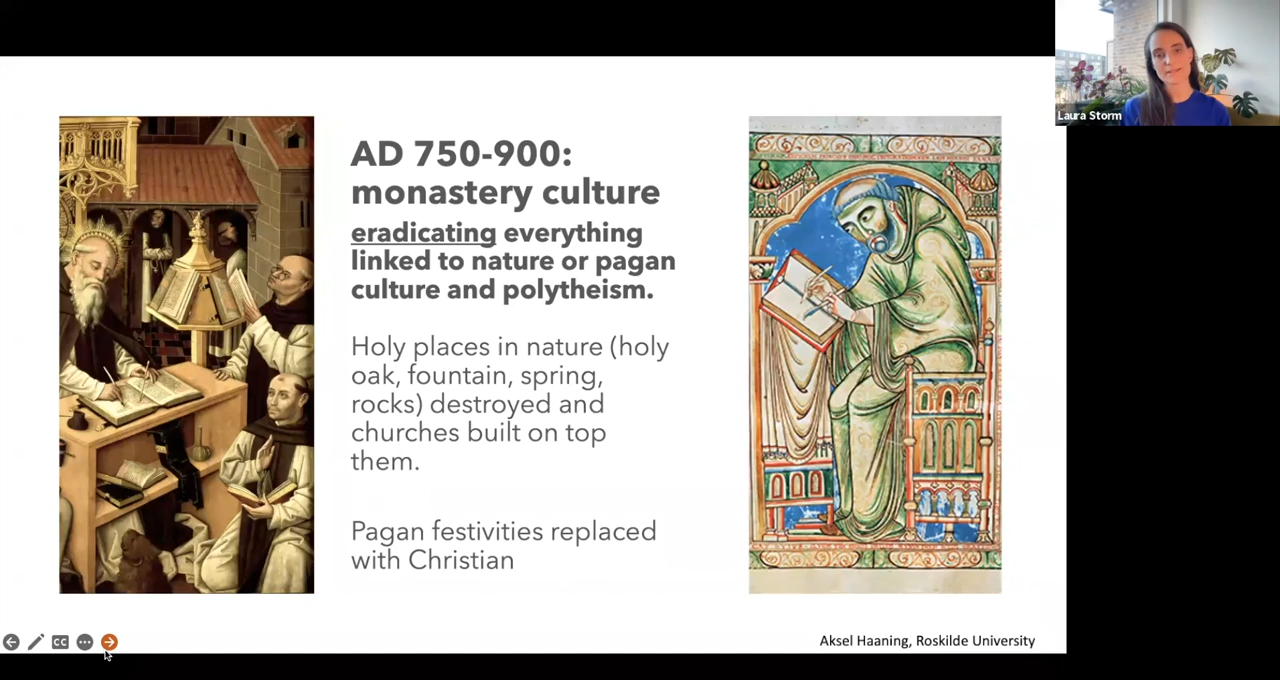 Laura Storm
AD 750-900:
monastery culture
eradicating everything
linked to nature or pagan
culture and polytheism.
Holy places in nature (holy
oak, fountain, spring,
rocks) destroyed and
churches built on top
them.
Pagan festivities replaced
with Christian
CC
Aksel Haaning, Roskilde University